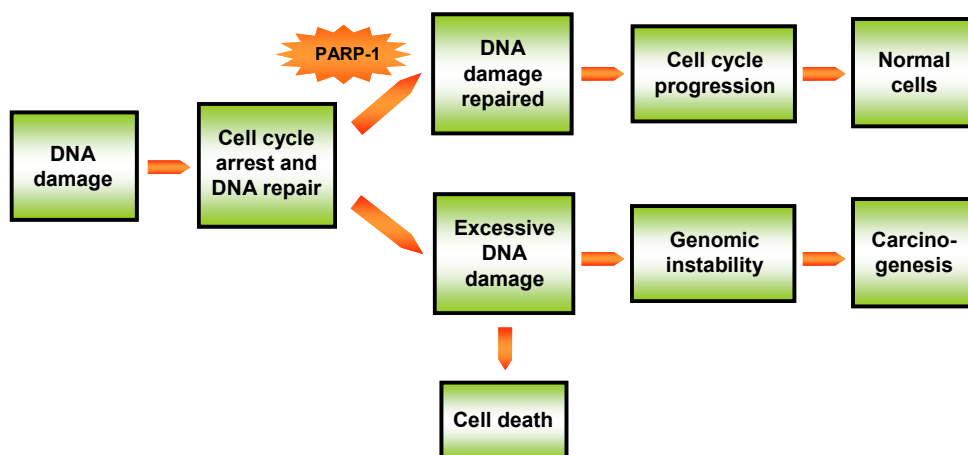 PARP-1
DNA
damage
repaired
Cell cycle
progression
Normal
cells
DNA
damage
Cell cycle
arrest and
DNA repair
Excessive
DNA
damage
Genomic
instability
Carcino-
genesis
Cell death